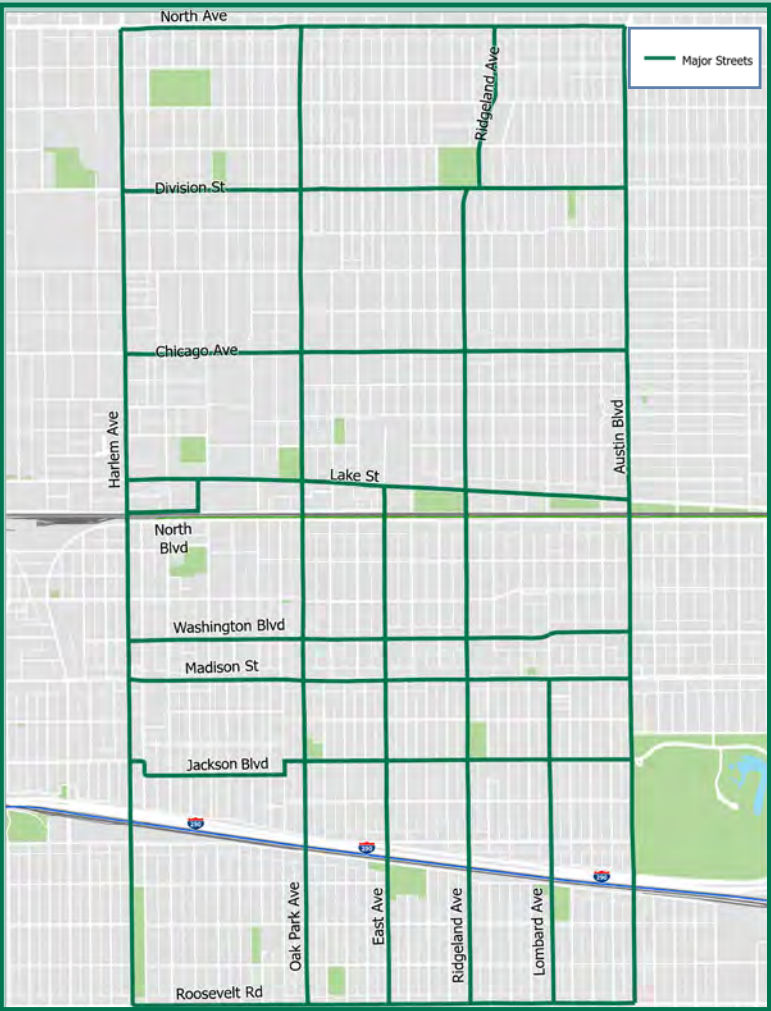 North Ave
Ridgeland Ave
Major Streets
Division St
Chicago Ave
Harlem Ave
Austin Blvd
Lake St
North
Blvd
Washington Blvd
Madison St
Jackson Blvd
290
290
290
Oak Park Ave
East Ave
Ridgeland Ave
Lombard Ave
Roosevelt Rd